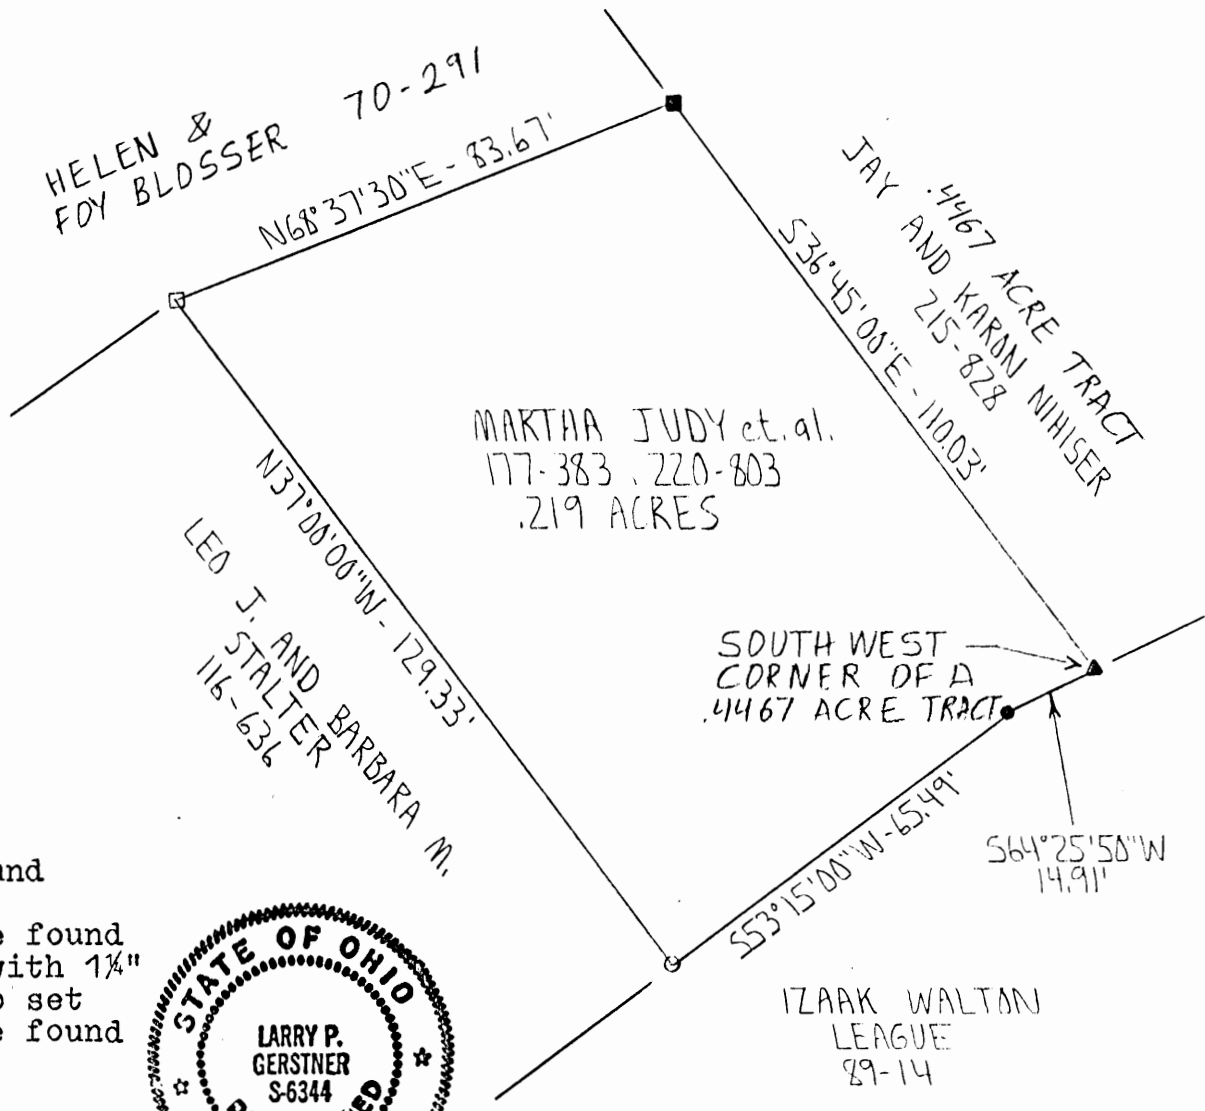 HELEN &
FOY BLOSSER 70-291
N68°37'30"E - 83.67'
.4467 ACRE TRACT
JAY AND KARON NIHISER
215-828
S36°45'00"E - 110.03'
MARTHA JUDY et.al.
177-383 , 220-803
.219 ACRES
N37°00'00"W - 129.33'
LEO J. AND BARBARA M.
STALTER
116-636
SOUTH WEST
CORNER OF A
.4467 ACRE TRACT
S53°15'00"W - 65.49'
S64°25'50"W
14.91'
IZAAK WALTON
LEAGUE
89-14
und
e found
with 1¼"
p set
e found
STATE OF OHIO
LARRY P.
GERSTNER
S-6344